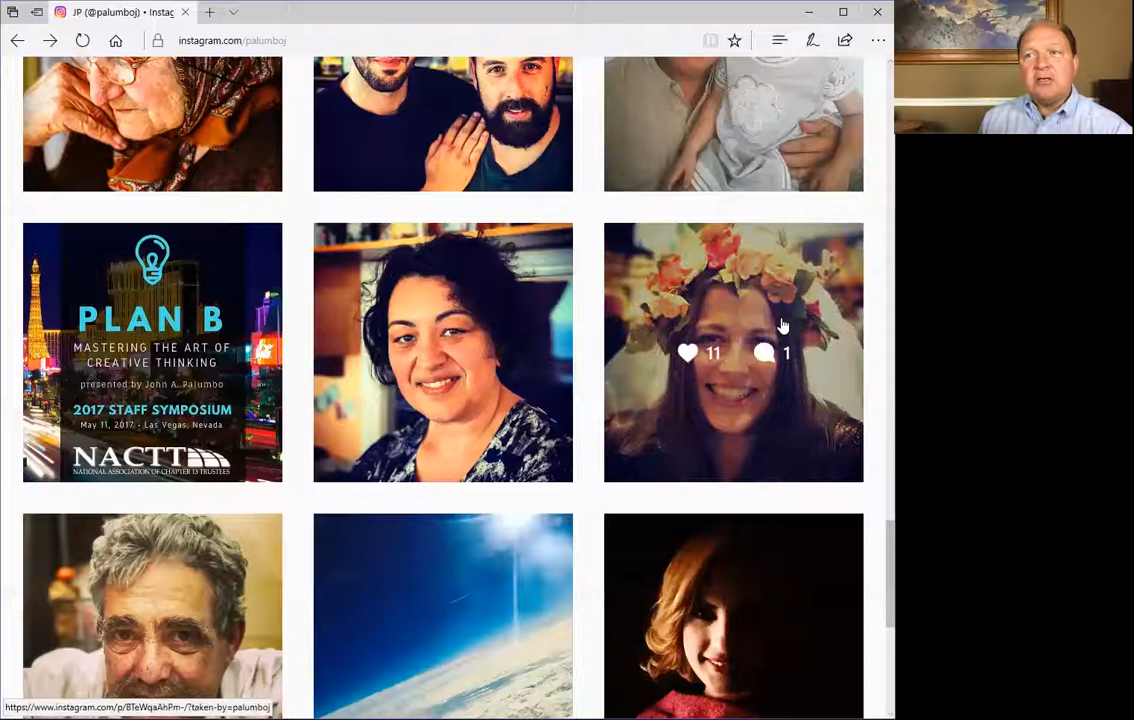 JP (@palumboj) • Instag
instagram.com/palumboj
PLAN B
MASTERING THE ART OF
CREATIVE THINKING
presented by John A. Palumbo
2017 STAFF SYMPOSIUM
May 11, 2017 - Las Vegas, Nevada
NACTT
NATIONAL ASSOCIATION OF CHAPTER 13 TRUSTEES
11
1
https://www.instagram.com/p/BTeWqaAhPm-/?taken-by=palumboj